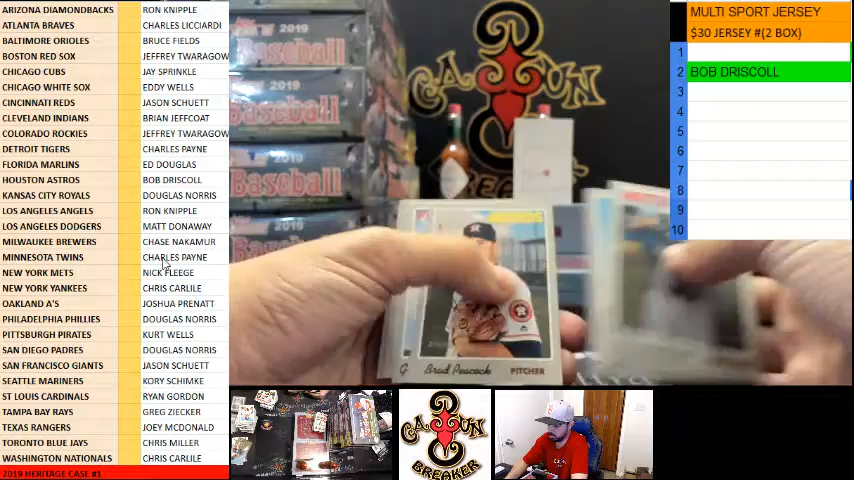 ARIZONA DIAMONDBACKS RON KNIPPLE
ATLANTA BRAVES CHARLES LICCIARDI
BALTIMORE ORIOLES BRUCE FIELDS
BOSTON RED SOX JEFFREY TWARAGOW
CHICAGO CUBS JAY SPRINKLE
CHICAGO WHITE SOX EDDY WELLS
CINCINNATI REDS JASON SCHUETT
CLEVELAND INDIANS BRIAN JEFFCOAT
COLORADO ROCKIES JEFFREY TWARAGOW
DETROIT TIGERS CHARLES PAYNE
FLORIDA MARLINS ED DOUGLAS
HOUSTON ASTROS BOB DRISCOLL
KANSAS CITY ROYALS DOUGLAS NORRIS
LOS ANGELES ANGELS RON KNIPPLE
LOS ANGELES DODGERS MATT DONAWAY
MILWAUKEE BREWERS CHASE NAKAMUR
MINNESOTA TWINS CHARLES PAYNE
NEW YORK METS NICK FLEEGE
NEW YORK YANKEES CHRIS CARLILE
OAKLAND A'S JOSHUA PRENATT
PHILADELPHIA PHILLIES DOUGLAS NORRIS
PITTSBURGH PIRATES KURT WELLS
SAN DIEGO PADRES DOUGLAS NORRIS
SAN FRANCISCO GIANTS JASON SCHUETT
SEATTLE MARINERS KORY SCHIMKE
ST LOUIS CARDINALS RYAN GORDON
TAMPA BAY RAYS GREG ZIECKER
TEXAS RANGERS JOEY MCDONALD
TORONTO BLUE JAYS CHRIS MILLER
WASHINGTON NATIONALS CHRIS CARLILE
2019 HERITAGE CASE #1
2019
Baseball
2019
Baseball
2019
Baseball
2019
CAJUN
BREAKER
Brad Peacock PITCHER
CAJUN
BREAKER
MULTI SPORT JERSEY
$30 JERSEY #(2 BOX)
1
2 BOB DRISCOLL
3
4
5
6
7
8
9
10